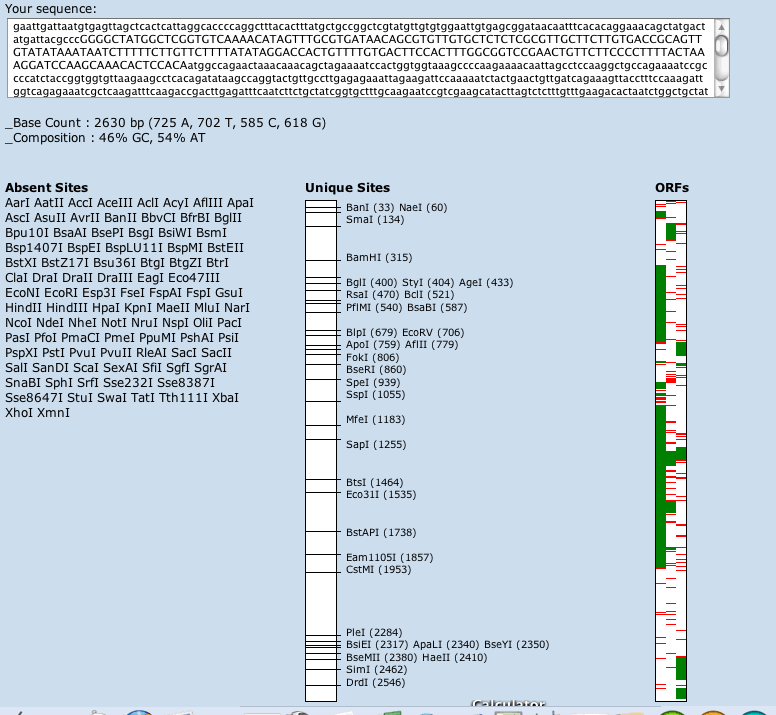 Your sequence:
gaattgattaatgtgagttagctcactcattaggcaccccaggctttacactttatgctgccggctcgtatgttgtgtggaattgtgagcggataacaatttcacacaggaaacagctatgact
atgattacgcccGGGGCTATGGCTCGGTGTCAAAACATAGTTTGCGTGATAACAGCGTGTTGTGCTCTCTCGCGTTGCTTCTTGTGACCGCAGTT
GTATATAAATAATCTTTTTCTTGTTCTTTTATATAGGACCACTGTTTTGTGACTTCCACTTTGGCGGTCCGAACTGTTCTTCCCCTTTTACTAA
AGGATCCAAGCAAACACTCCACAatggccagaactaaacaaacagctagaaaatccactggtggtaaagccccaagaaaacaattagcctccaaggctgccagaaaatccgc
cccatctaccggtggtgttaagaagcctcacagatataagccaggtactgttgccttgagagaaattagaagattccaaaaatctactgaactgttgatcagaaagttacctttccaaagatt
ggtcagagaaatcgctcaagatttcaagaccgacttgagatttcaatcttctgctatcggtgctttgcaagaatccgtcgaagcatacttagtctctttgtttgaagacactaatctggctgctat
_Base Count : 2630 bp (725 A, 702 T, 585 C, 618 G)
_Composition : 46% GC, 54% AT
Absent Sites
AarI AatII AccI AceIII AclI AcyI AflIII ApaI
AscI AsuII AvrII BanII BbvCI BfrBI BglII
Bpu10I BsaAI BsePI BsgI BsiWI BsmI
Bsp1407I BspEI BspLU11I BspMI BstEII
BstXI BstZ17I Bsu36I BtgI BtgZI BtrI
ClaI DraI DraII DraIII EagI Eco47III
EcoNI EcoRI Esp3I FseI FspAI FspI GsuI
HindII HindIII HpaI KpnI MaeII MluI NarI
NcoI NdeI NheI NotI NruI NspI OliI PacI
PasI PfoI PmaCI PmeI PpuMI PshAI PsiI
PspXI PstI PvuI PvuII RleAI SacI SacII
SalI SanDI ScaI SexAI SfiI SgfI SgrAI
SnaBI SphI SrfI Sse232I Sse8387I
Sse8647I StuI SwaI TatI Tth111I XbaI
XhoI XmnI
Unique Sites
BanI (33) NaeI (60)
SmaI (134)
BamHI (315)
BglI (400) StyI (404) AgeI (433)
RsaI (470) BclI (521)
PflMI (540) BsaBI (587)
BlpI (679) EcoRV (706)
ApoI (759) AflII (779)
FokI (806)
BseRI (860)
SpeI (939)
SspI (1055)
MfeI (1183)
SapI (1255)
BtsI (1464)
Eco31I (1535)
BstAPI (1738)
Eam1105I (1857)
CstMI (1953)
PleI (2284)
BsiEI (2317) ApaLI (2340) BseYI (2350)
BseMII (2380) HaeII (2410)
SimI (2462)
DrdI (2546)
ORFs
Calculator